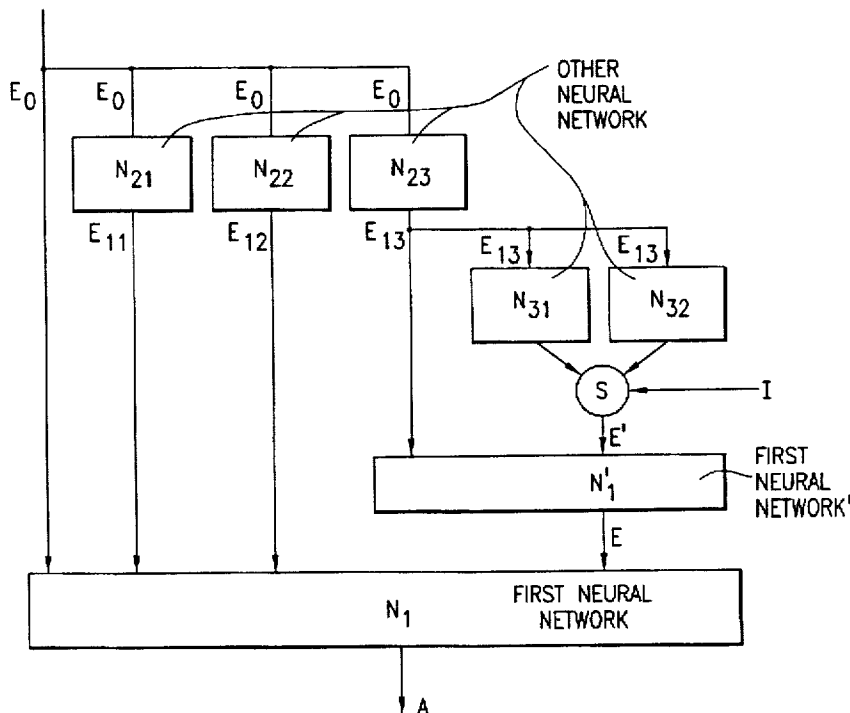 E0 E0 E0 E0
OTHER
NEURAL
NETWORK
N21 N22 N23
E11 E12 E13 E13 E13
N31 N32
S I
E'
FIRST
NEURAL
NETWORK'
N'1
E
N1
FIRST NEURAL
NETWORK
A